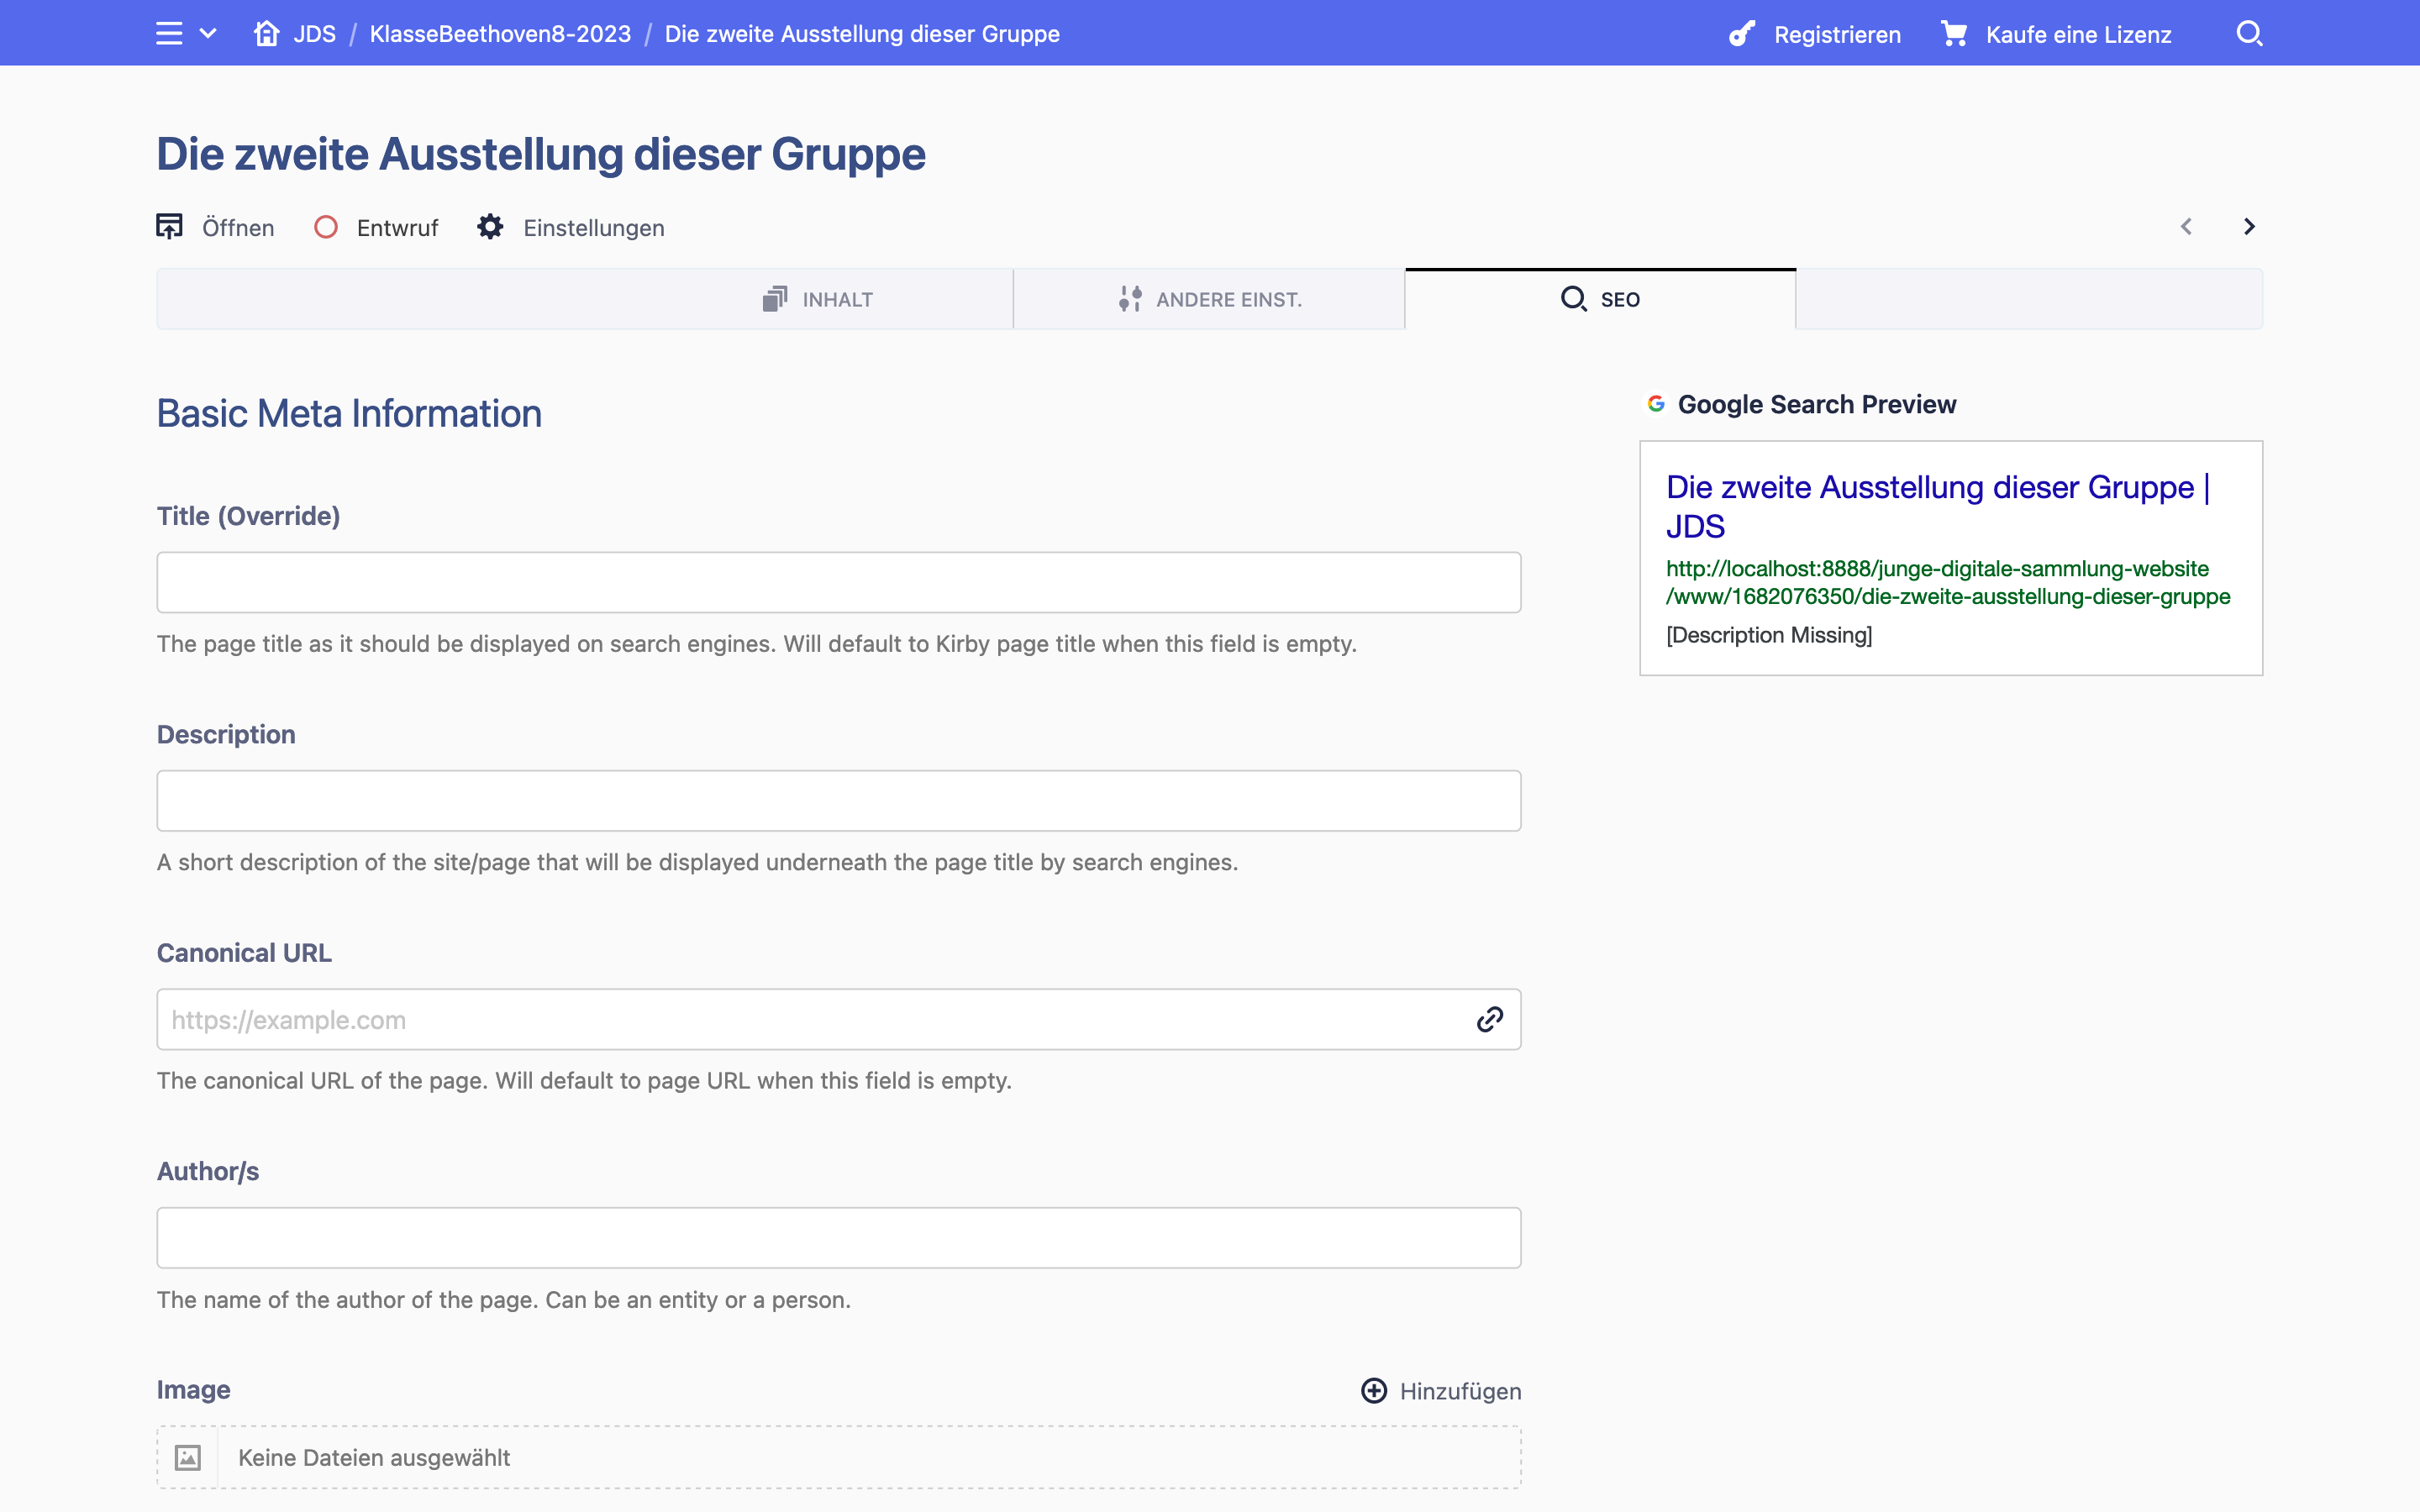 JDS / KlasseBeethoven8-2023 / Die zweite Ausstellung dieser Gruppe
Registrieren
Kaufe eine Lizenz
Die zweite Ausstellung dieser Gruppe
Öffnen
Entwurf
Einstellungen
INHALT
ANDERE EINST.
SEO
Basic Meta Information
Title (Override)
The page title as it should be displayed on search engines. Will default to Kirby page title when this field is empty.
Description
A short description of the site/page that will be displayed underneath the page title by search engines.
Canonical URL
https://example.com
The canonical URL of the page. Will default to page URL when this field is empty.
Author/s
The name of the author of the page. Can be an entity or a person.
Image
Hinzufügen
Keine Dateien ausgewählt
Google Search Preview
Die zweite Ausstellung dieser Gruppe |
JDS
http://localhost:8888/junge-digitale-sammlung-website
/www/1682076350/die-zweite-ausstellung-dieser-gruppe
[Description Missing]